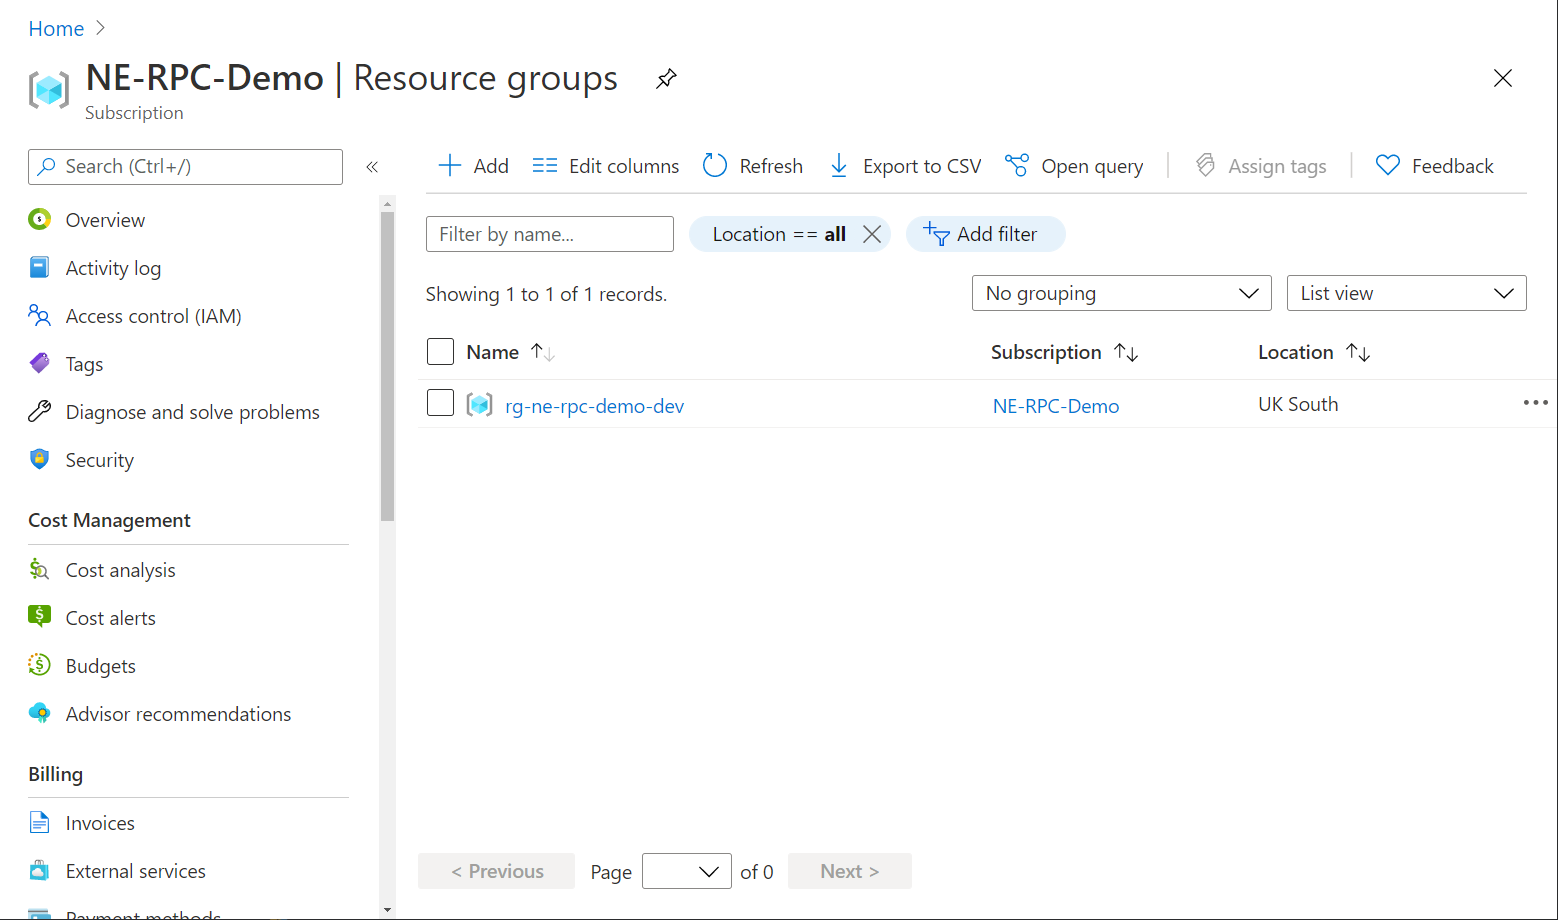 Home
NE-RPC-Demo | Resource groups
Subscription
Search (Ctrl+/)
Overview
Activity log
Access control (IAM)
Tags
Diagnose and solve problems
Security
Cost Management
Cost analysis
Cost alerts
Budgets
Advisor recommendations
Billing
Invoices
External services
Payment methods
Add Edit columns Refresh Export to CSV Open query Assign tags Feedback
Filter by name... Location == all Add filter
Showing 1 to 1 of 1 records. No grouping List view
Name Subscription Location
rg-ne-rpc-demo-dev NE-RPC-Demo UK South
< Previous Page of 0 Next >